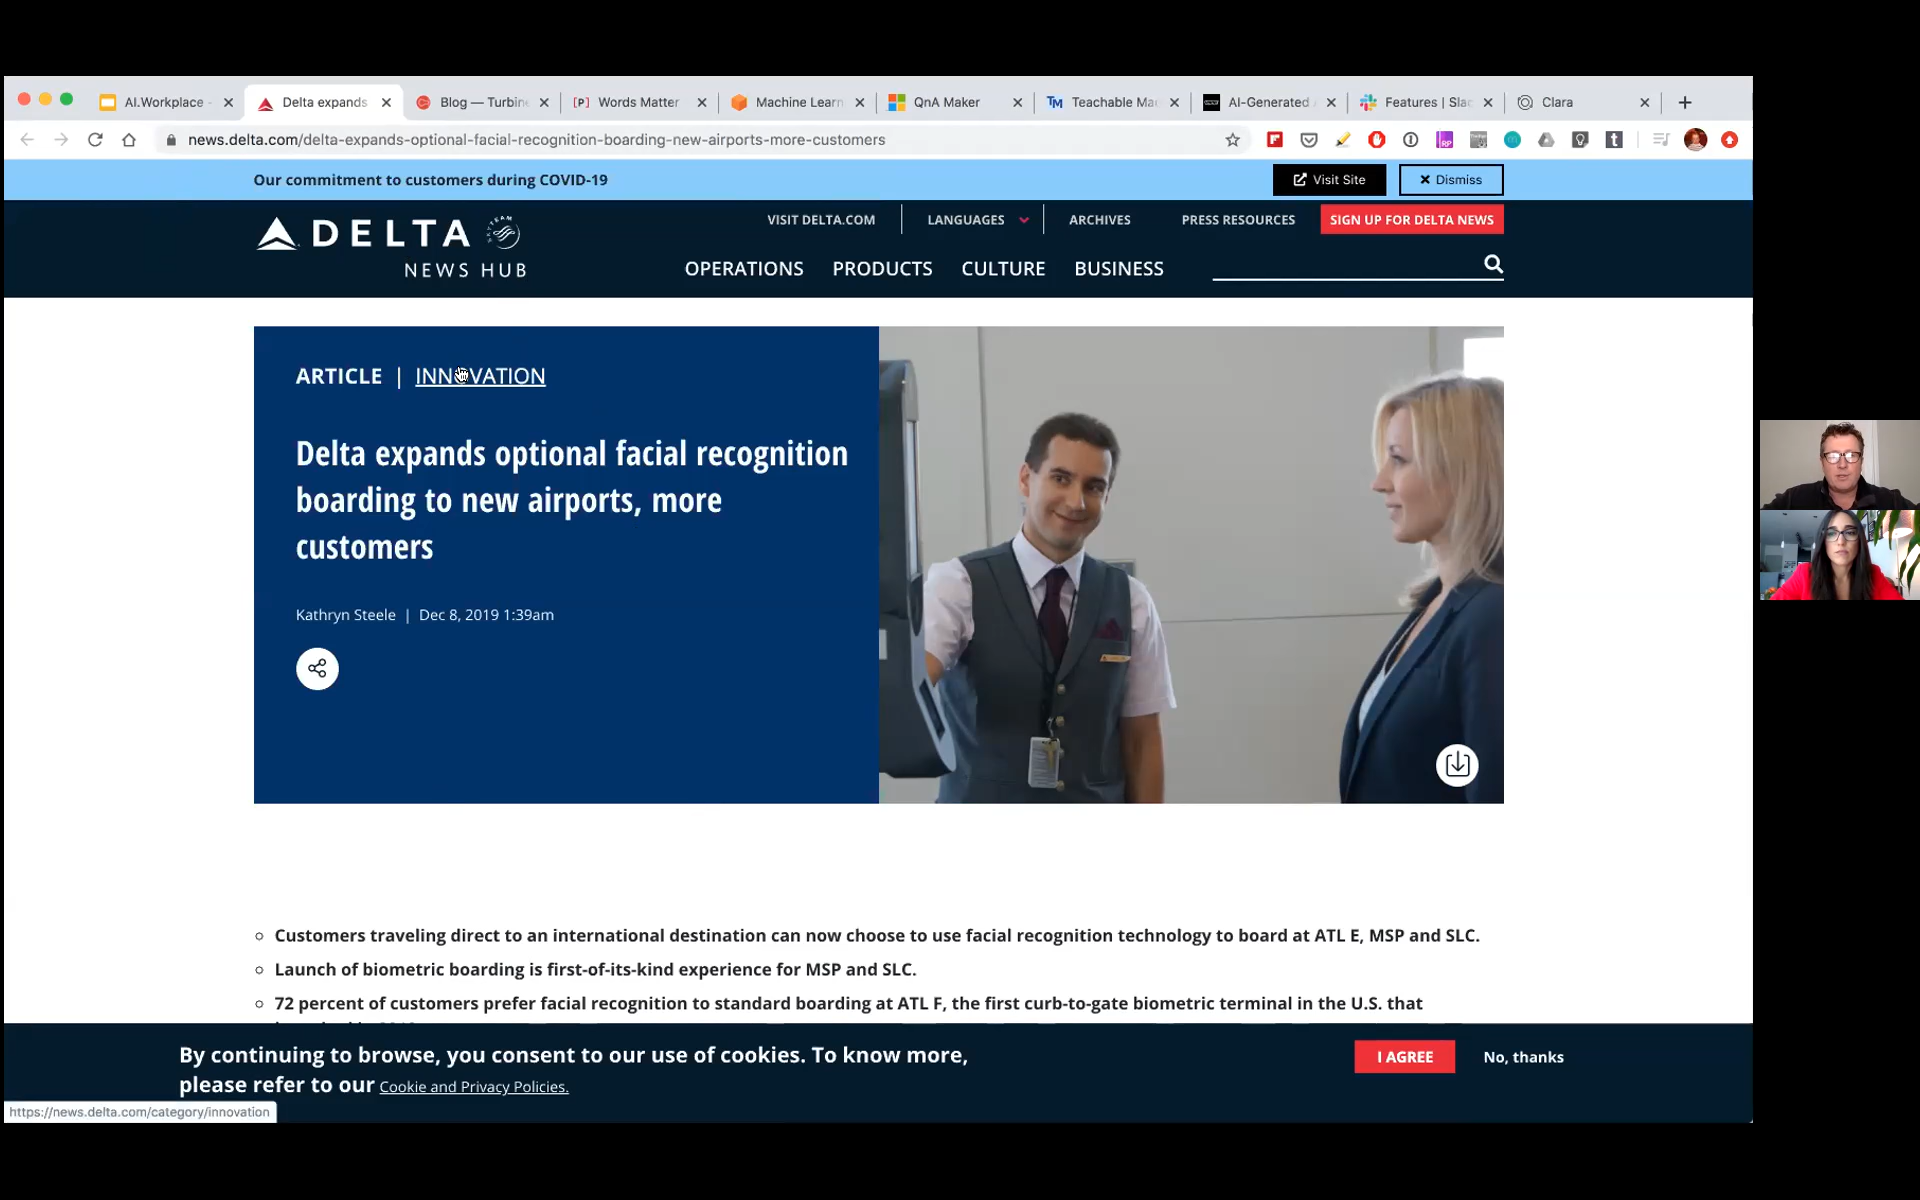 AI.Workplace -
Delta expands
Blog — Turbine
[P] Words Matter
Machine Learn
QnA Maker
TM Teachable Ma
AI-Generated
Features | Slac
Clara
news.delta.com/delta-expands-optional-facial-recognition-boarding-new-airports-more-customers
Our commitment to customers during COVID-19
Visit Site
Dismiss
VISIT DELTA.COM
LANGUAGES
ARCHIVES
PRESS RESOURCES
SIGN UP FOR DELTA NEWS
DELTA
NEWS HUB
OPERATIONS
PRODUCTS
CULTURE
BUSINESS
ARTICLE | INNOVATION
Delta expands optional facial recognition
boarding to new airports, more
customers
Kathryn Steele | Dec 8, 2019 1:39am
Customers traveling direct to an international destination can now choose to use facial recognition technology to board at ATL E, MSP and SLC.
Launch of biometric boarding is first-of-its-kind experience for MSP and SLC.
72 percent of customers prefer facial recognition to standard boarding at ATL F, the first curb-to-gate biometric terminal in the U.S. that
By continuing to browse, you consent to our use of cookies. To know more,
please refer to our Cookie and Privacy Policies.
I AGREE
No, thanks
https://news.delta.com/category/innovation